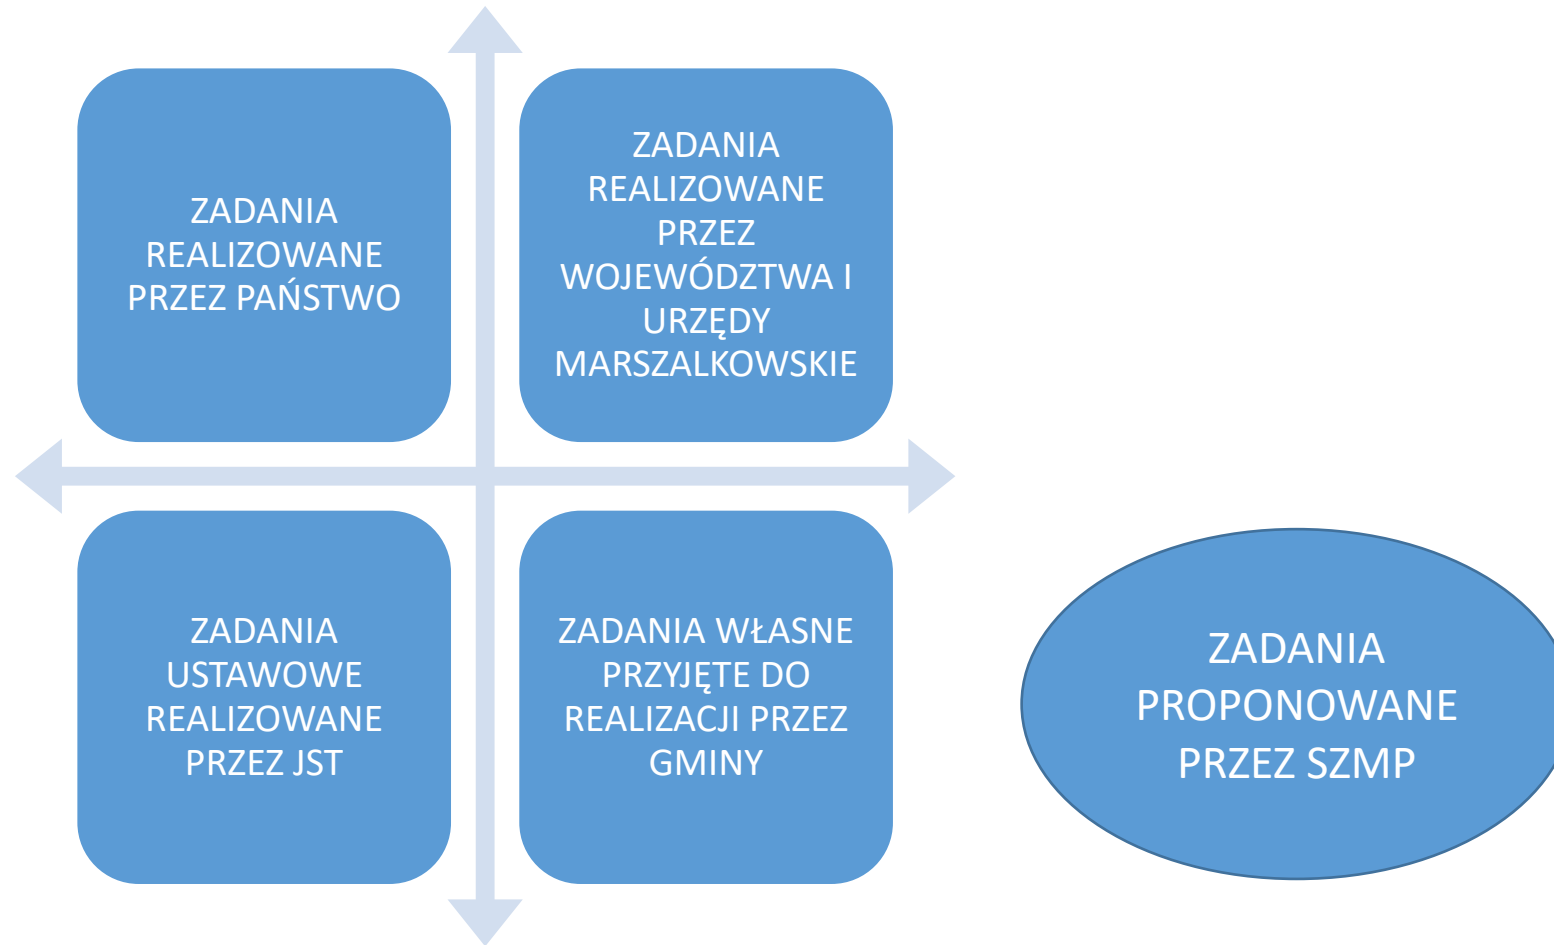 ZADANIA
REALIZOWANE
PRZEZ PAŃSTWO
ZADANIA
REALIZOWANE
PRZEZ
WOJEWÓDZTWA I
URZĘDY
MARSZALKOWSKIE
ZADANIA
USTAWOWE
REALIZOWANE
PRZEZ JST
ZADANIA WŁASNE
PRZYJĘTE DO
REALIZACJI PRZEZ
GMINY
ZADANIA
PROPONOWANE
PRZEZ SZMP